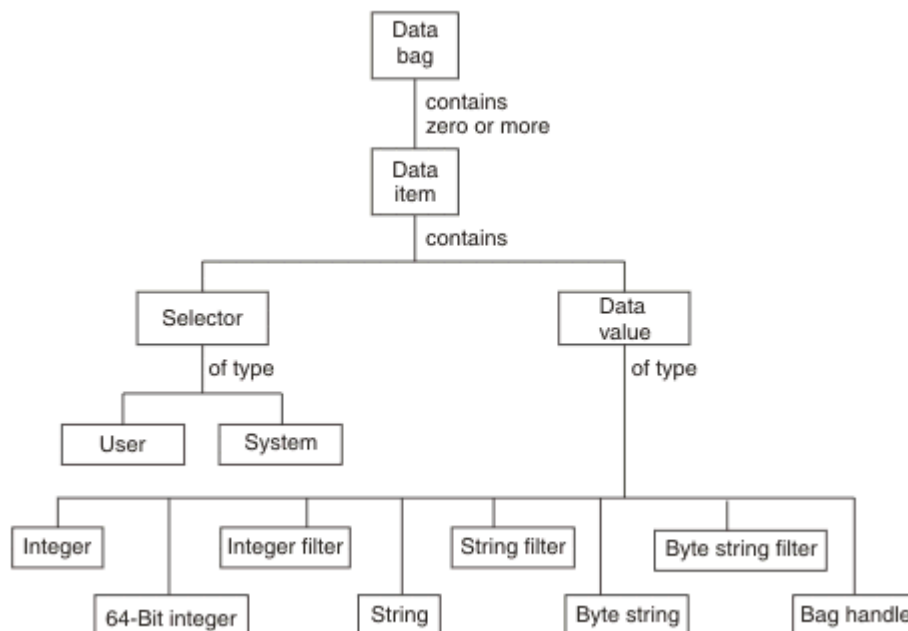 Data
bag
contains
zero or more
Data
item
contains
Selector
Data
value
of type
of type
User
System
Integer
Integer filter
String filter
Byte string filter
64-Bit integer
String
Byte string
Bag handle